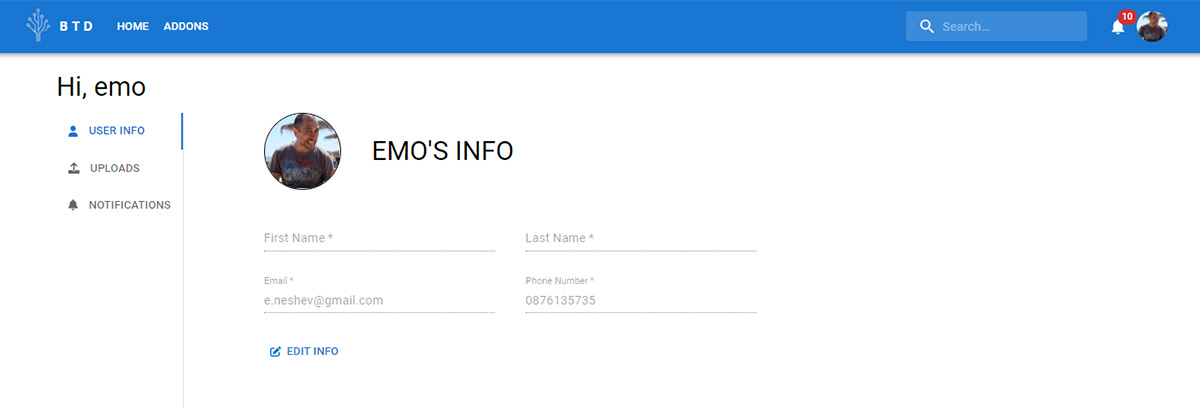 BTD HOME ADDONS Search... 10
Hi, emo
USER INFO
UPLOADS
NOTIFICATIONS
EMO'S INFO
First Name * Last Name *
Email * Phone Number *
e.neshev@gmail.com 0876135735
EDIT INFO